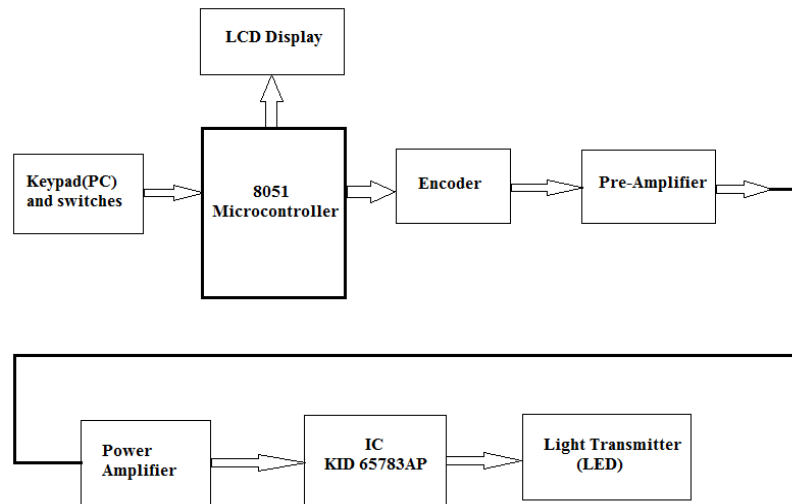 LCD Display
Keypad(PC)
and switches
8051
Microcontroller
Encoder
Pre-Amplifier
Power
Amplifier
IC
KID 65783AP
Light Transmitter
(LED)